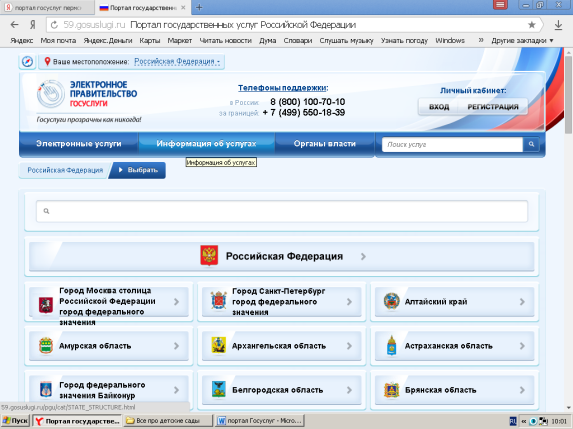 портал госуслуг пермс
Портал государственн
59.gosuslugi.ru Портал государственных услуг Российской Федерации
Яндекс Моя почта Яндекс.Деньги Карты Маркет Читать новости Дума Словари Слушать музыку Узнать погоду Windows » Другие закладки
Ваше местоположение: Российская Федерация
ЭЛЕКТРОННОЕ
ПРАВИТЕЛЬСТВО
ГОСУСЛУГИ
Госуслуги прозрачны как никогда!
Телефоны поддержки:
в России: 8 (800) 100-70-10
за границей: + 7 (499) 550-18-39
Личный кабинет:
ВХОД РЕГИСТРАЦИЯ
Электронные услуги Информация об услугах Органы власти Поиск услуг
Информация об услугах
Российская Федерация Выбрать
Российская Федерация
Город Москва столица
Российской Федерации
город федерального
значения
Город Санкт-Петербург
город федерального
значения
Алтайский край
Амурская область
Архангельская область
Астраханская область
Город федерального
значения Байконур
Белгородская область
Брянская область
59.gosuslugi.ru/pgu/cat/STATE_STRUCTURE.html
Пуск Портал государстве... Все про детские сады портал Госуслуг - Micro... RU « 10:01